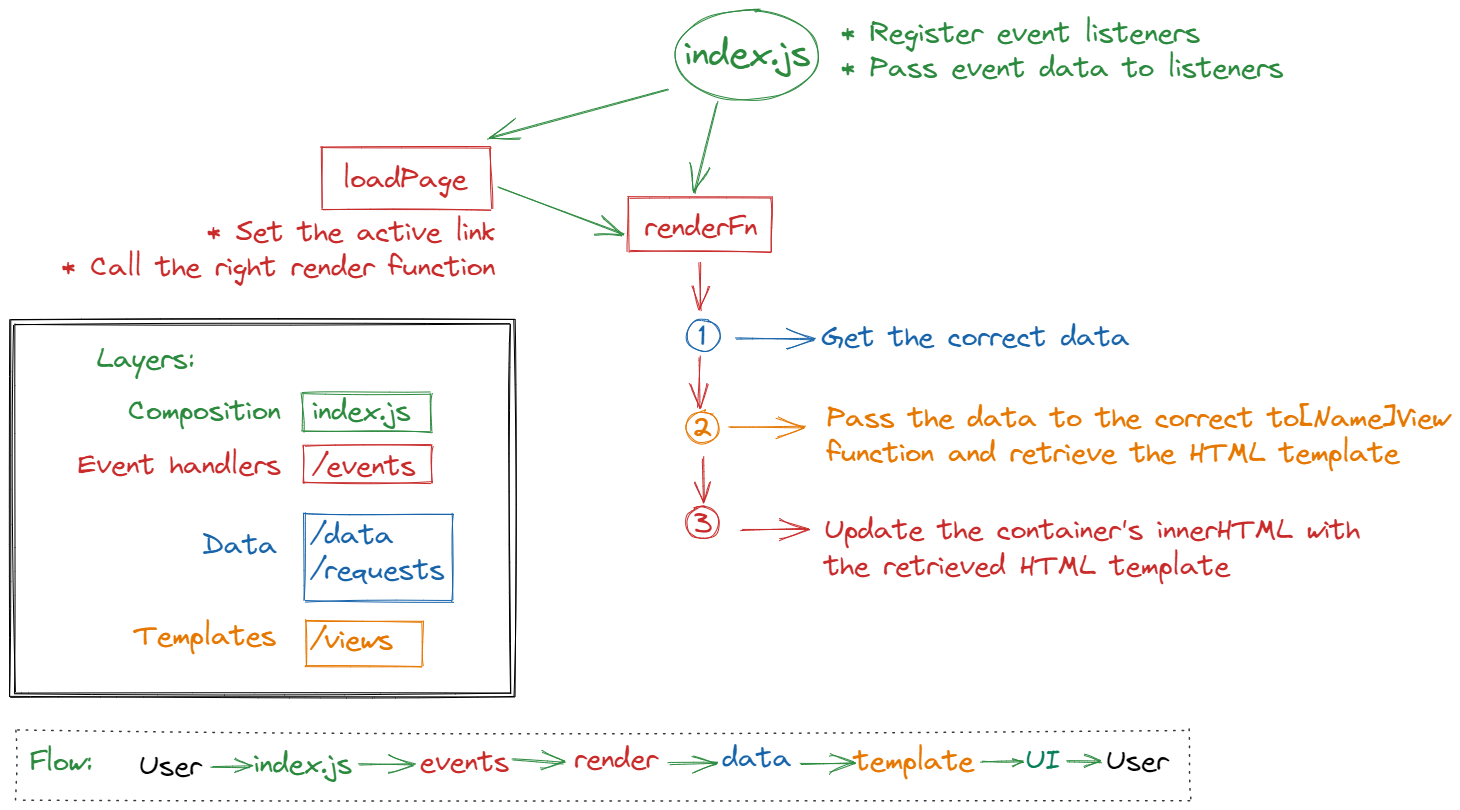 index.js
* Register event listeners
* Pass event data to listeners
loadPage
* Set the active link
* Call the right render function
renderFn
1
Get the correct data
2
Pass the data to the correct to[Name]View
function and retrieve the HTML template
3
Update the container's innerHTML with
the retrieved HTML template
Layers:
Composition index.js
Event handlers /events
Data /data
/requests
Templates /views
Flow: User index.js events render data template UI User